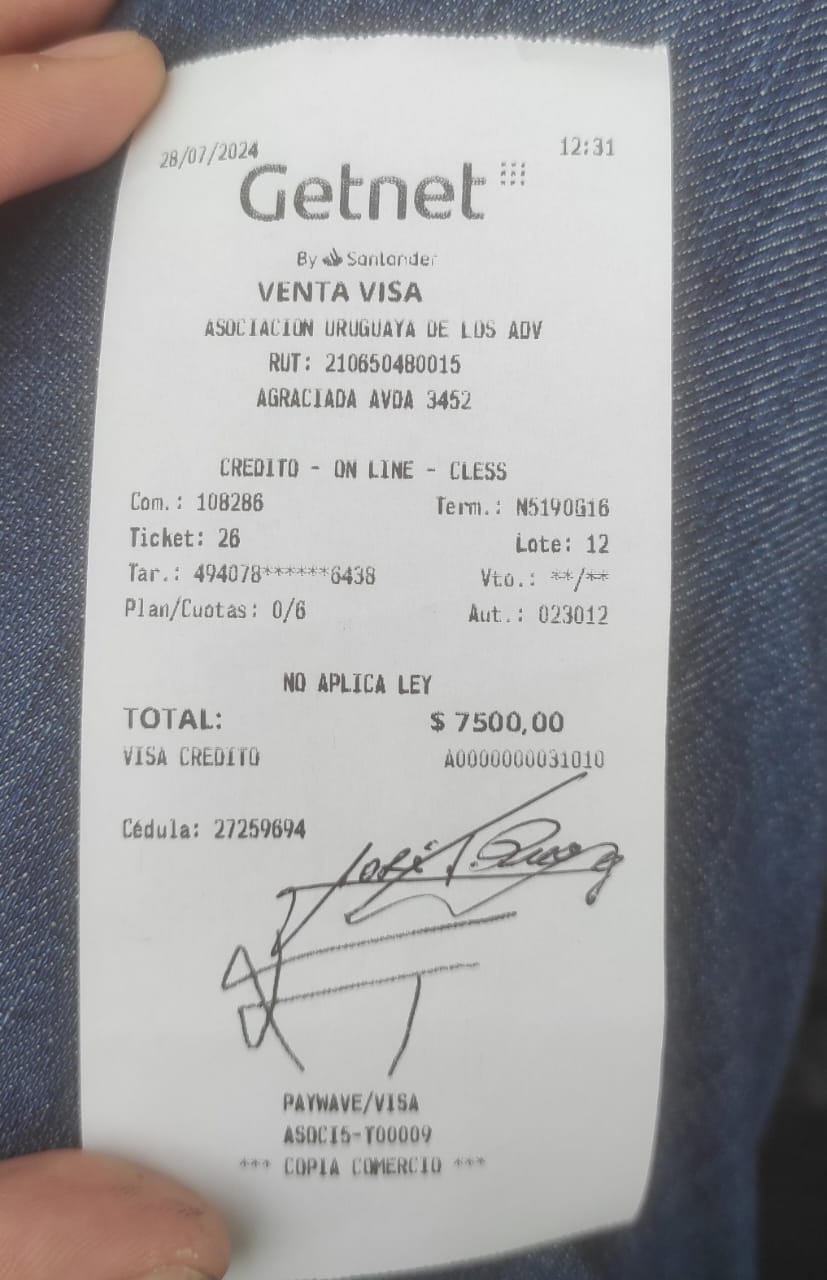 28/07/2024 12:31
Getnet
By Santander
VENTA VISA
ASOCIACION URUGUAYA DE LOS ADV
RUT: 210650480015
AGRACIADA AVDA 3452
CREDITO - ON LINE - CLESS
Com.: 108286 Term.: N5190G16
Ticket: 26 Lote: 12
Tar.: 494078******6438 Vto.: **/**
Plan/Cuotas: 0/6 Aut.: 023012
NO APLICA LEY
TOTAL: $ 7500,00
VISA CREDITO A0000000031010
Cédula: 27259694
PAYWAVE/VISA
ASOCI5-T00009
*** COPIA COMERCIO ***